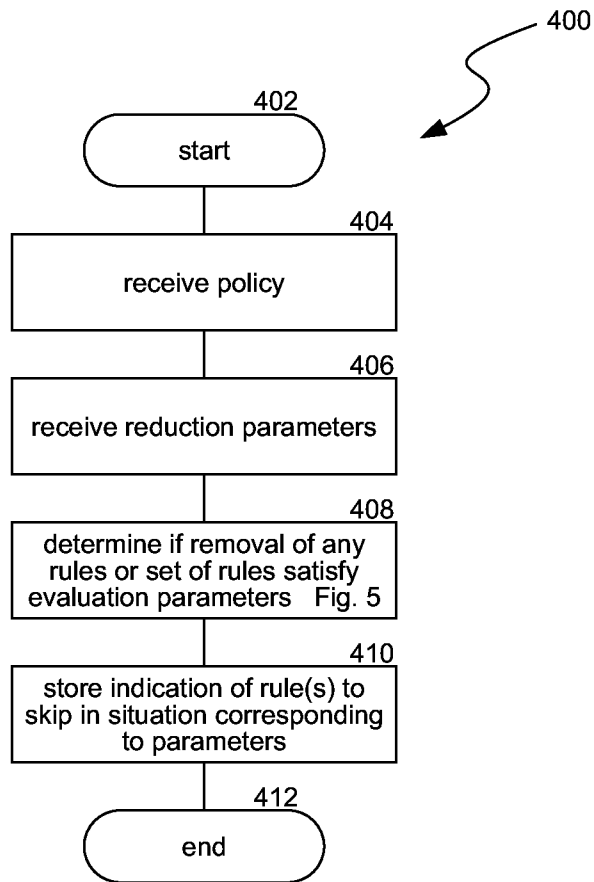 400
402
start
404
receive policy
406
receive reduction parameters
408
determine if removal of any
rules or set of rules satisfy
evaluation parameters Fig. 5
410
store indication of rule(s) to
skip in situation corresponding
to parameters
412
end